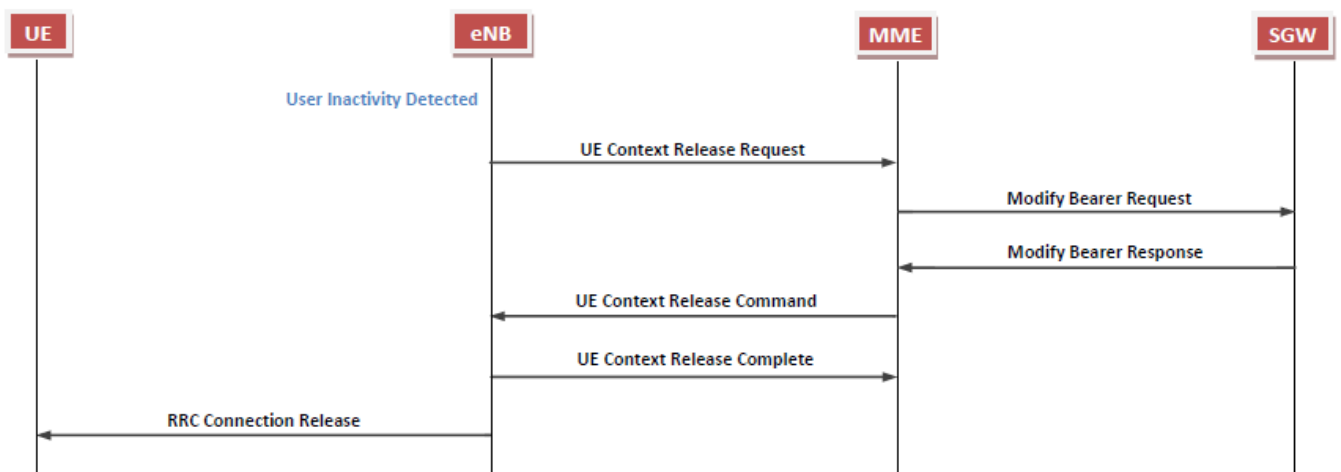 UE
eNB
MME
SGW
User Inactivity Detected
UE Context Release Request
Modify Bearer Request
Modify Bearer Response
UE Context Release Command
UE Context Release Complete
RRC Connection Release